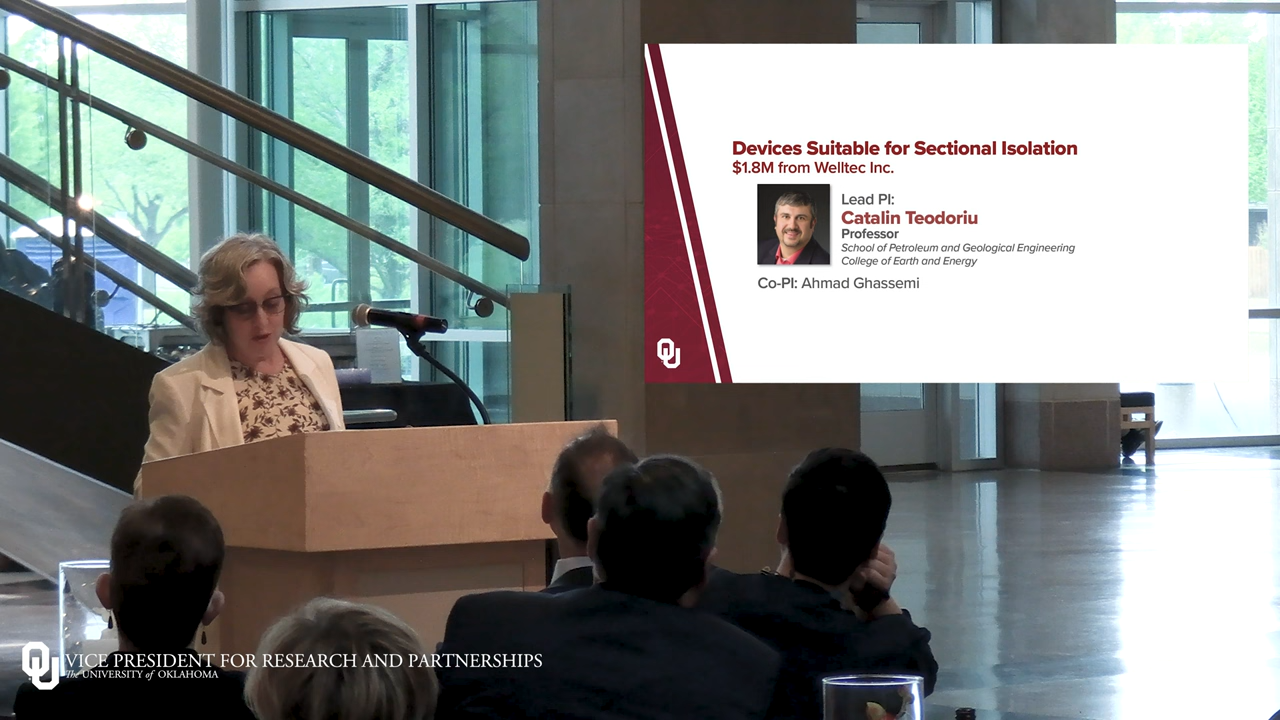 Devices Suitable for Sectional Isolation
$1.8M from Welltec Inc.
Lead PI:
Catalin Teodoriu
Professor
School of Petroleum and Geological Engineering
College of Earth and Energy
Co-PI: Ahmad Ghassemi
OU
OU
VICE PRESIDENT FOR RESEARCH AND PARTNERSHIPS
The UNIVERSITY of OKLAHOMA